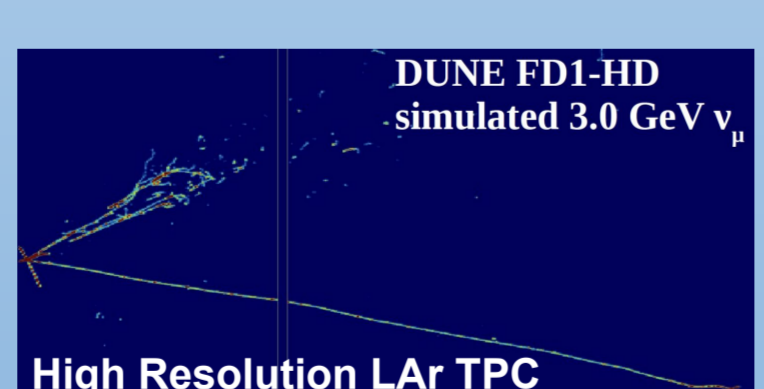 DUNE FD1-HD
simulated 3.0 GeV νμ
High Resolution LAr TPC